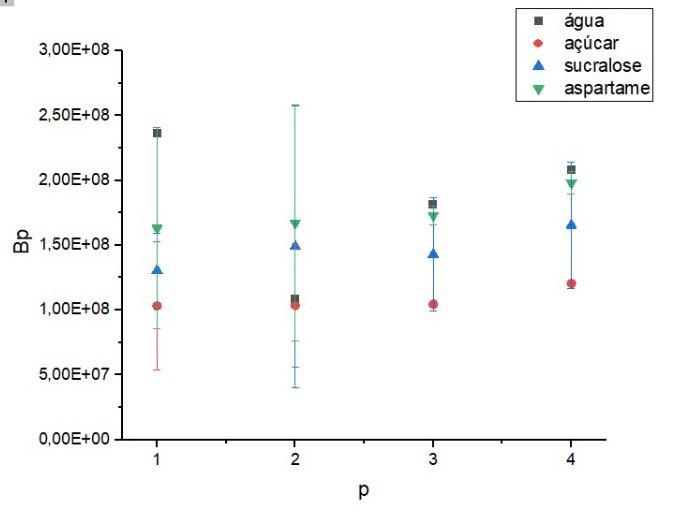 água
açúcar
sucralose
aspartame
3,00E+08
2,50E+08
2,00E+08
1,50E+08
1,00E+08
5,00E+07
0,00E+00
Bp
1 2 3 4
p